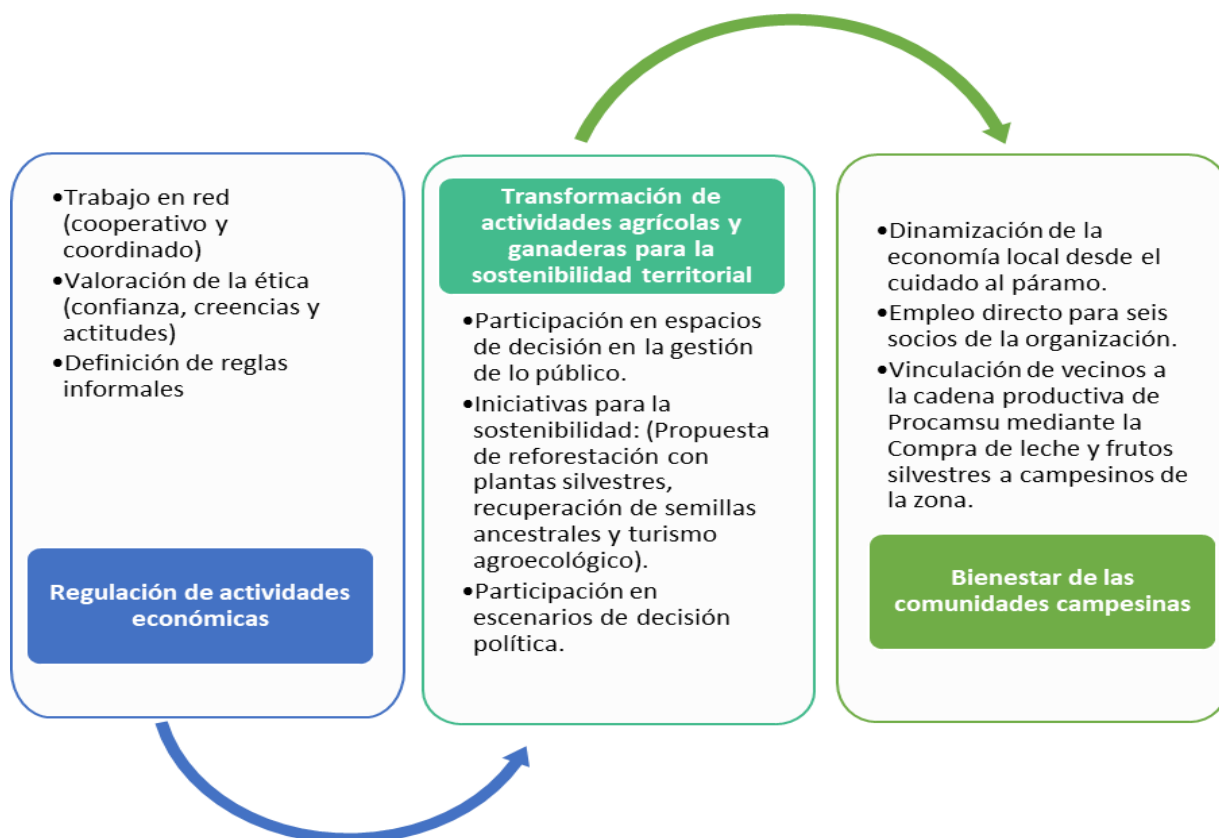 •Trabajo en red
(cooperativo y
coordinado)
•Valoración de la ética
(confianza, creencias y
actitudes)
•Definición de reglas
informales
Regulación de actividades
económicas
Transformación de
actividades agrícolas y
ganaderas para la
sostenibilidad territorial
•Participación en espacios
de decisión en la gestión
de lo público.
•Iniciativas para la
sostenibilidad: (Propuesta
de reforestación con
plantas silvestres,
recuperación de semillas
ancestrales y turismo
agroecológico).
•Participación en
escenarios de decisión
política.
•Dinamización de la
economía local desde el
cuidado al páramo.
•Empleo directo para seis
socios de la organización.
•Vinculación de vecinos a
la cadena productiva de
Procamsu mediante la
Compra de leche y frutos
silvestres a campesinos de
la zona.
Bienestar de las
comunidades campesinas